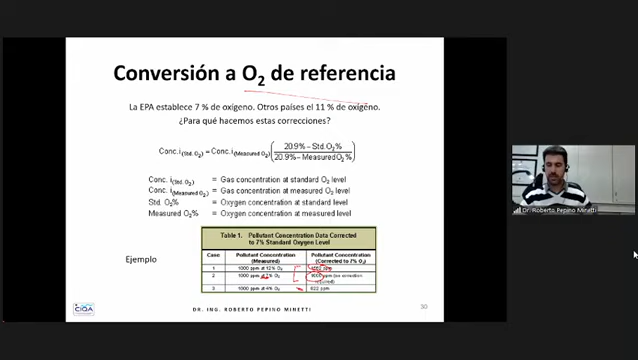 Conversión a O2 de referencia
La EPA establece 7 % de oxígeno. Otros países el 11 % de oxígeno.
¿Para qué hacemos estas correcciones?
Conc.i(Std. O2) = Conc.i(Measured O2) (20.9% – Std.O2% / 20.9% – MeasuredO2%)
Conc. i(Std. O2) = Gas concentration at standard O2 level
Conc. i(Measured O2) = Gas concentration at measured O2 level
Std. O2% = Oxygen concentration at standard level
Measured O2% = Oxygen concentration at measured level
Ejemplo
Table 1. Pollutant Concentration Data Corrected
to 7% Standard Oxygen Level
Case Pollutant Concentration (Measured) Pollutant Concentration (Corrected to 7% O2)
1 1000 ppm at 12% O2 ppm
2 1000 ppm at 7% O2 1000 ppm (no correction required)
3 1000 ppm at 4% O2 822 ppm
CIQA
DR. ING. ROBERTO PEPINO MINETTI
30
Dr. Roberto Pepino Minetti